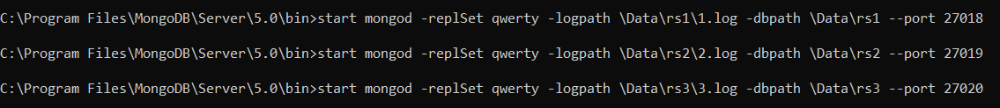 C:\Program Files\MongoDB\Server\5.0\bin>start mongod -replSet qwerty -logpath \Data\rs1\1.log -dbpath \Data\rs1 --port 27018
C:\Program Files\MongoDB\Server\5.0\bin>start mongod -replSet qwerty -logpath \Data\rs2\2.log -dbpath \Data\rs2 --port 27019
C:\Program Files\MongoDB\Server\5.0\bin>start mongod -replSet qwerty -logpath \Data\rs3\3.log -dbpath \Data\rs3 --port 27020